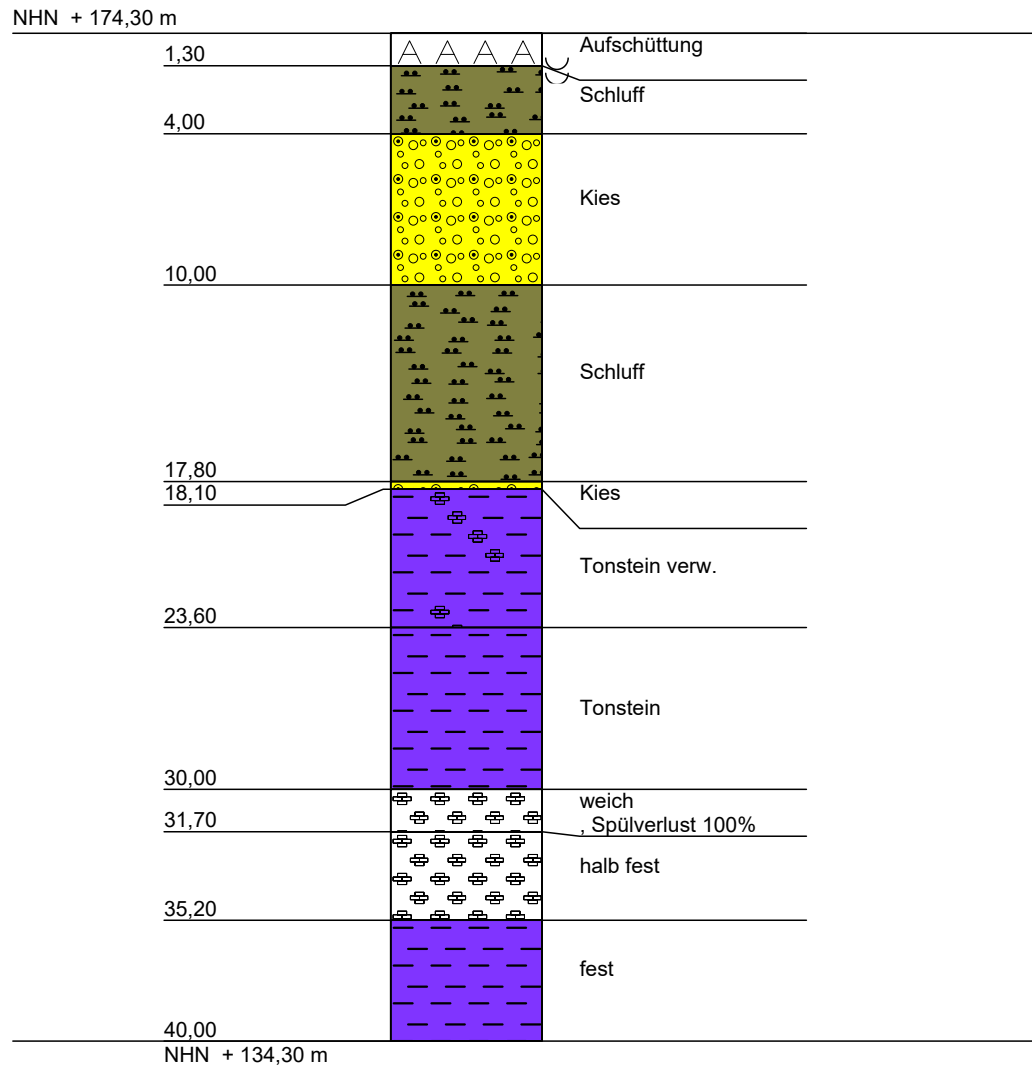 NHN + 174,30 m
Aufschüttung
1,30
Schluff
4,00
Kies
10,00
Schluff
17,80
18,10
Kies
Tonstein verw.
23,60
Tonstein
30,00
weich
, Spülverlust 100%
31,70
halb fest
35,20
fest
40,00
NHN + 134,30 m